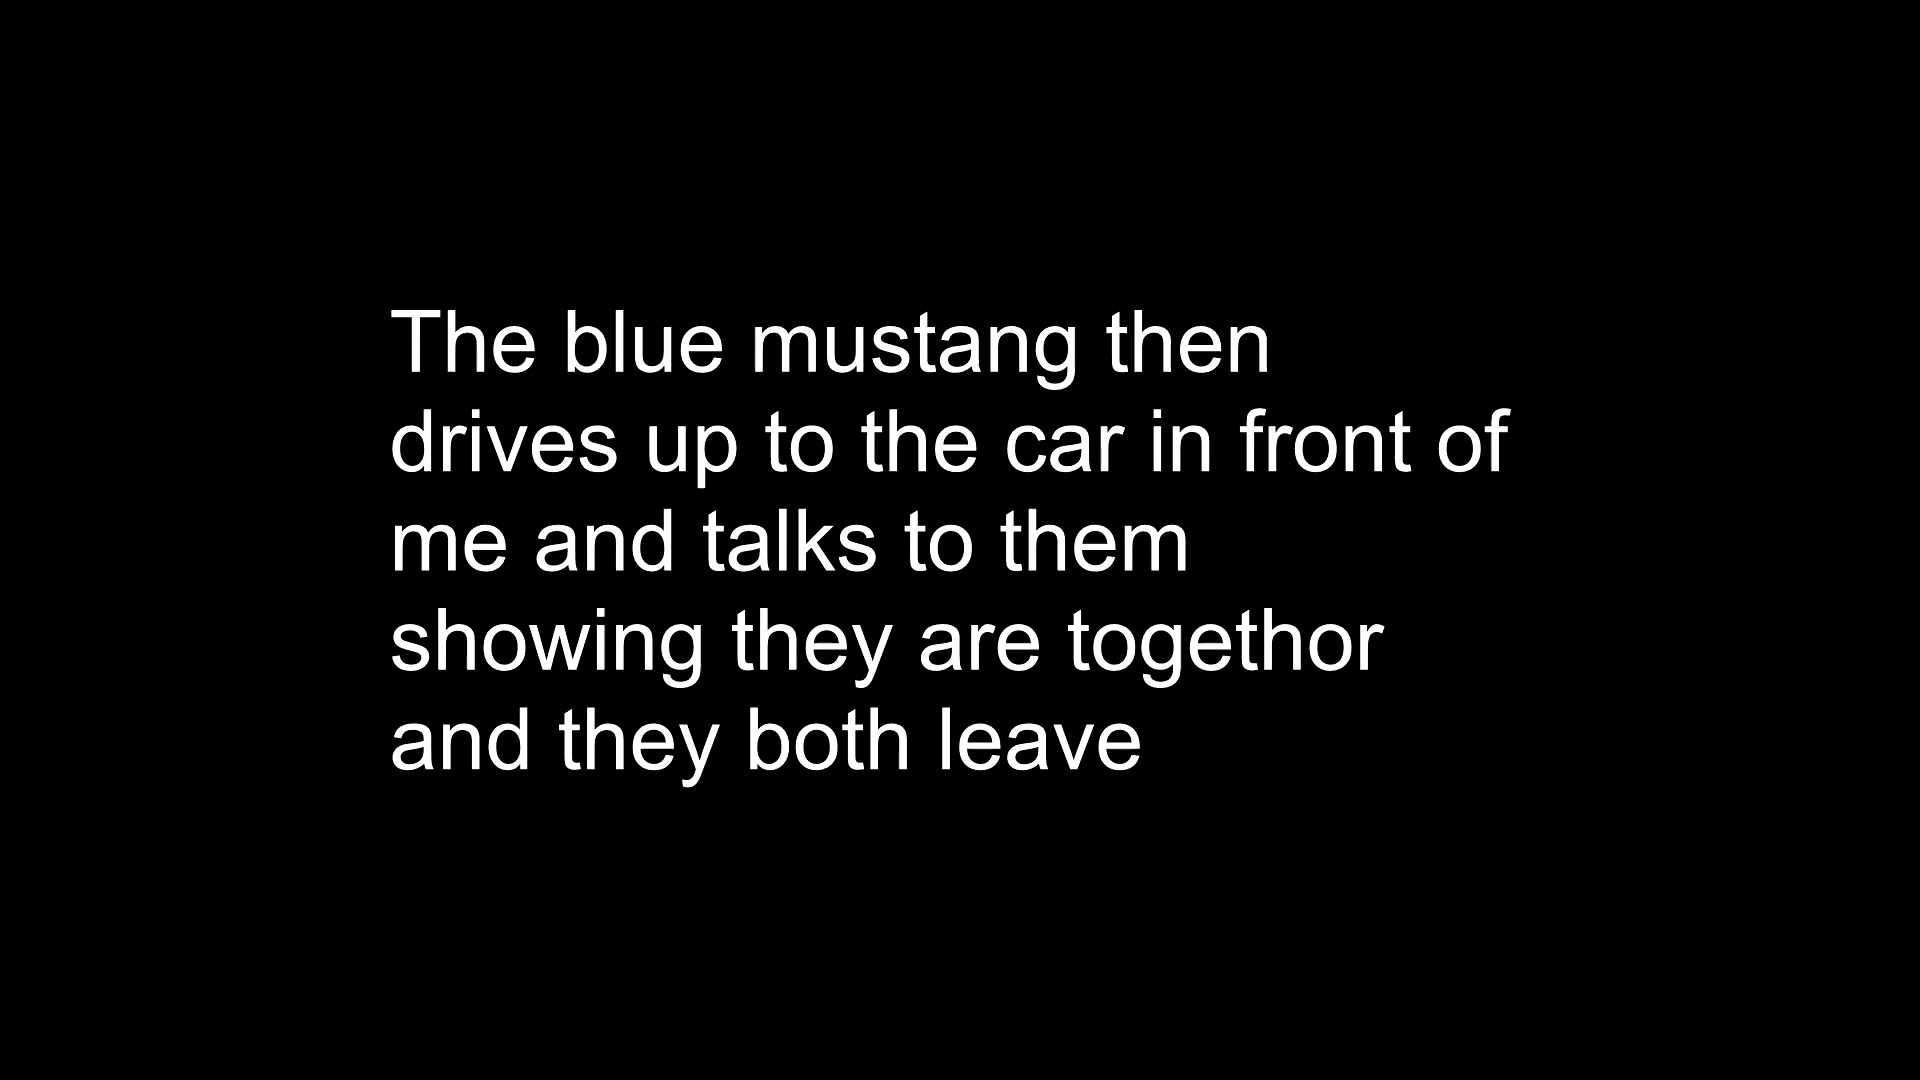 The blue mustang then
drives up to the car in front of
me and talks to them
showing they are togethor
and they both leave